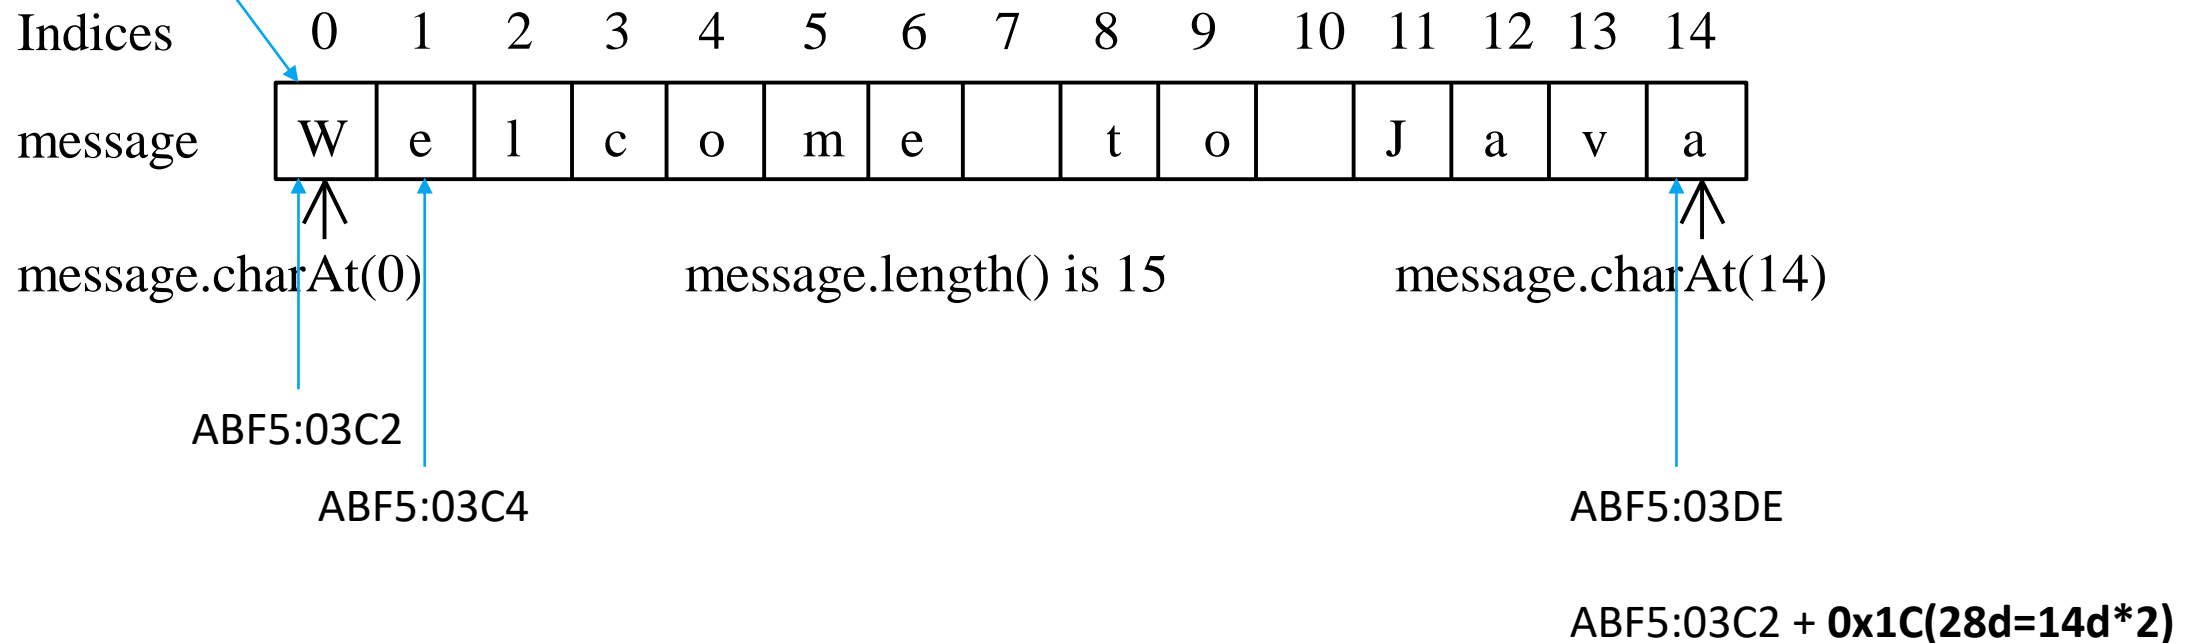 Indices 0 1 2 3 4 5 6 7 8 9 10 11 12 13 14
message W e l c o m e t o J a v a
message.charAt(0) message.length() is 15 message.charAt(14)
ABF5:03C2
ABF5:03C4 ABF5:03DE
ABF5:03C2 + 0x1C(28d=14d*2)